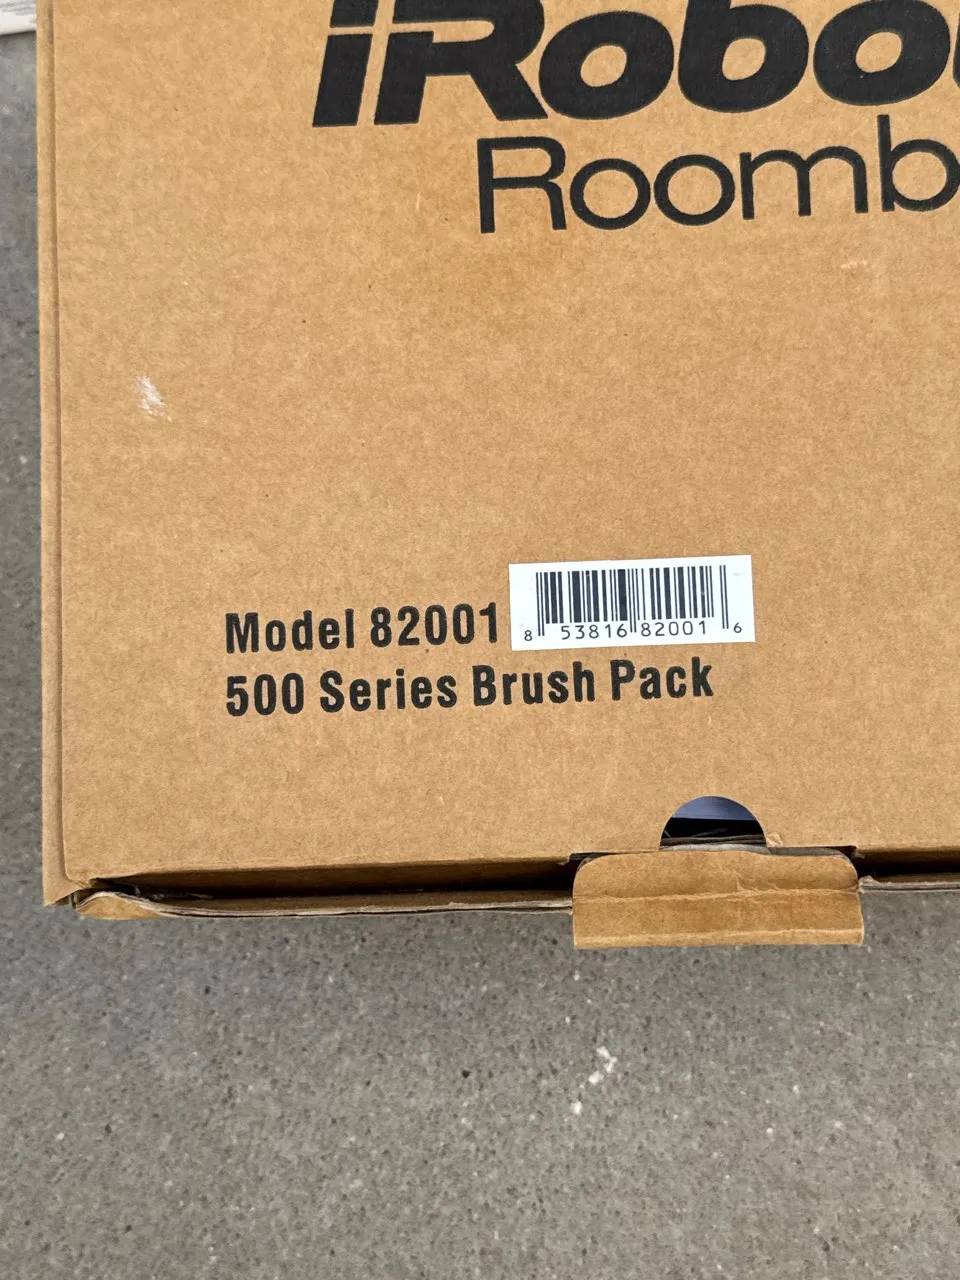 iRobo
Roomb
Model 82001
8 53816 82001 6
500 Series Brush Pack